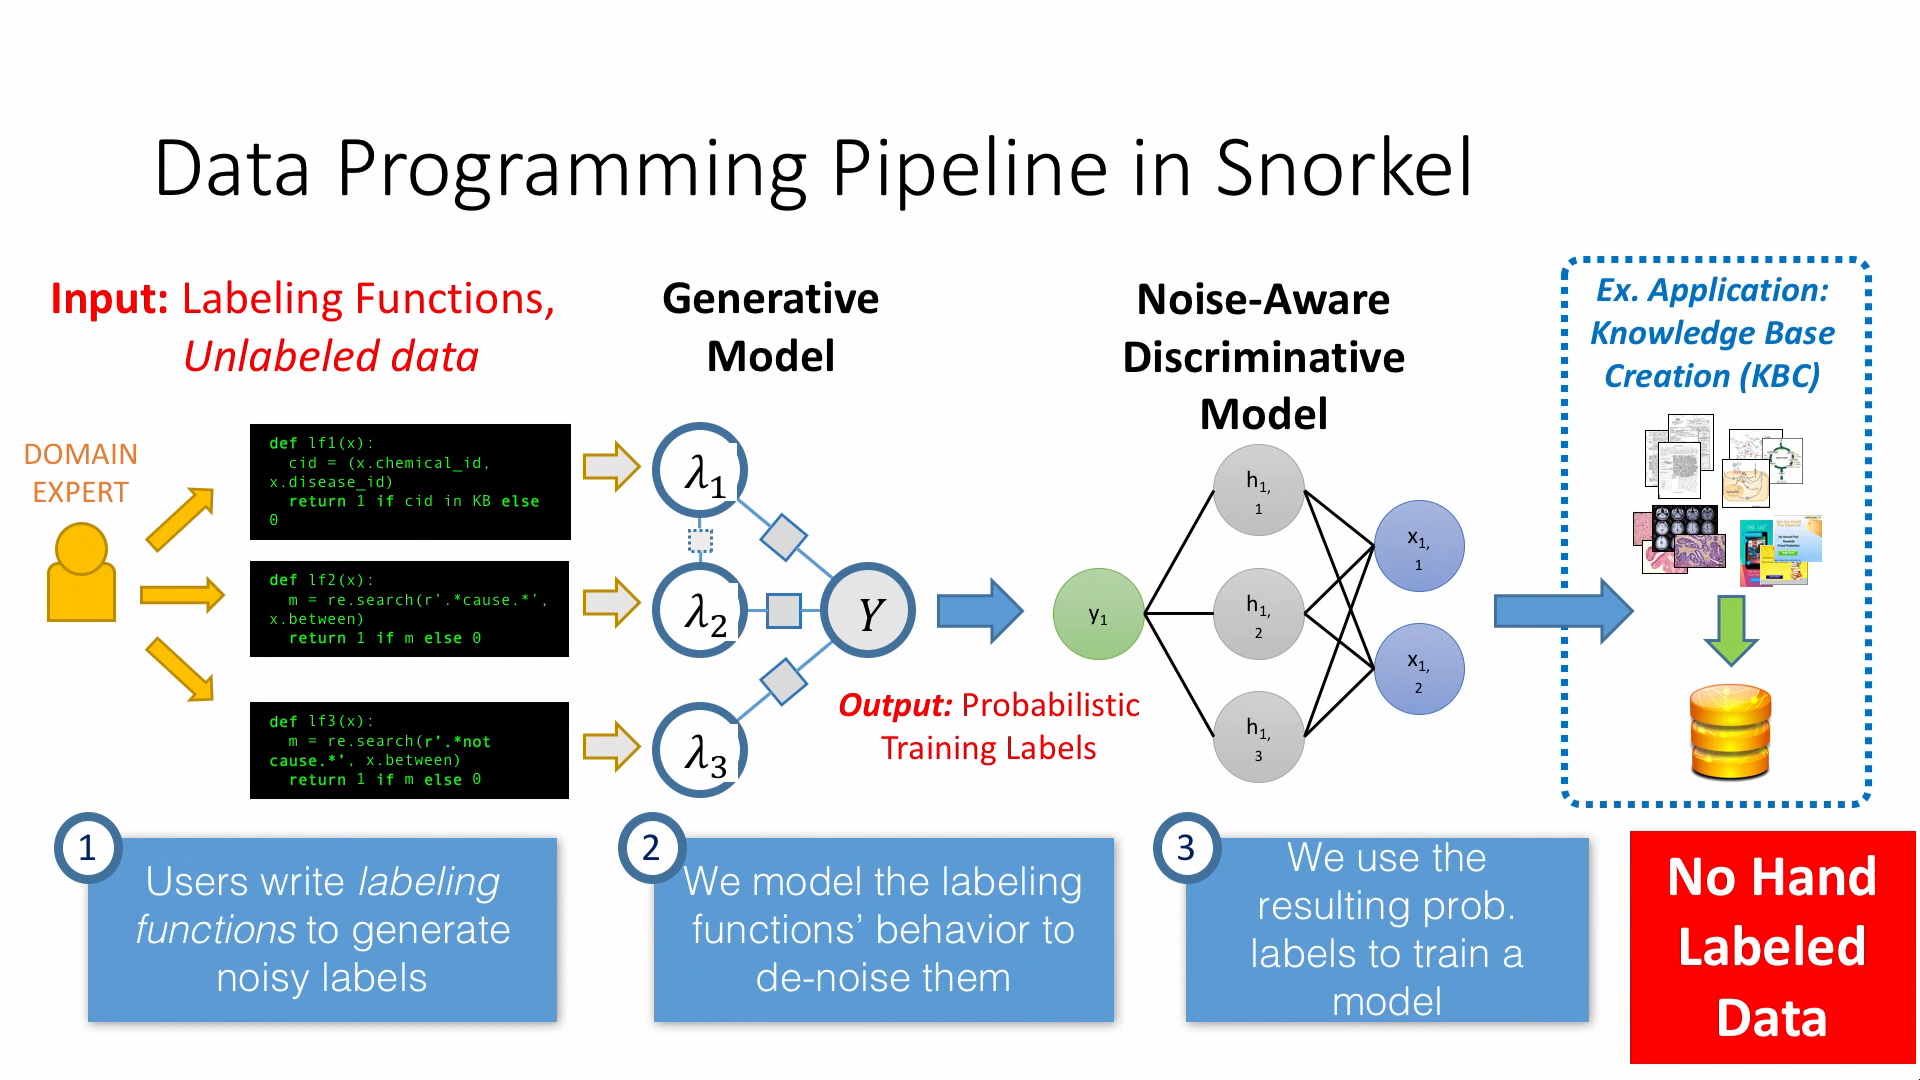 Data Programming Pipeline in Snorkel
Input: Labeling Functions,
Unlabeled data
Generative
Model
Noise-Aware
Discriminative
Model
Ex. Application:
Knowledge Base
Creation (KBC)
DOMAIN
EXPERT
def lf1(x):
cid = (x.chemical_id,
x.disease_id)
return 1 if cid in KB else
0
def lf2(x):
m = re.search(r'.*cause.*',
x.between)
return 1 if m else 0
def lf3(x):
m = re.search(r'.*not
cause.*', x.between)
return 1 if m else 0
λ1
λ2
λ3
Y
Output: Probabilistic
Training Labels
y1
h1,
1
h1,
2
h1,
3
x1,
1
x1,
2
1
Users write labeling
functions to generate
noisy labels
2
We model the labeling
functions’ behavior to
de-noise them
3
We use the
resulting prob.
labels to train a
model
No Hand
Labeled
Data